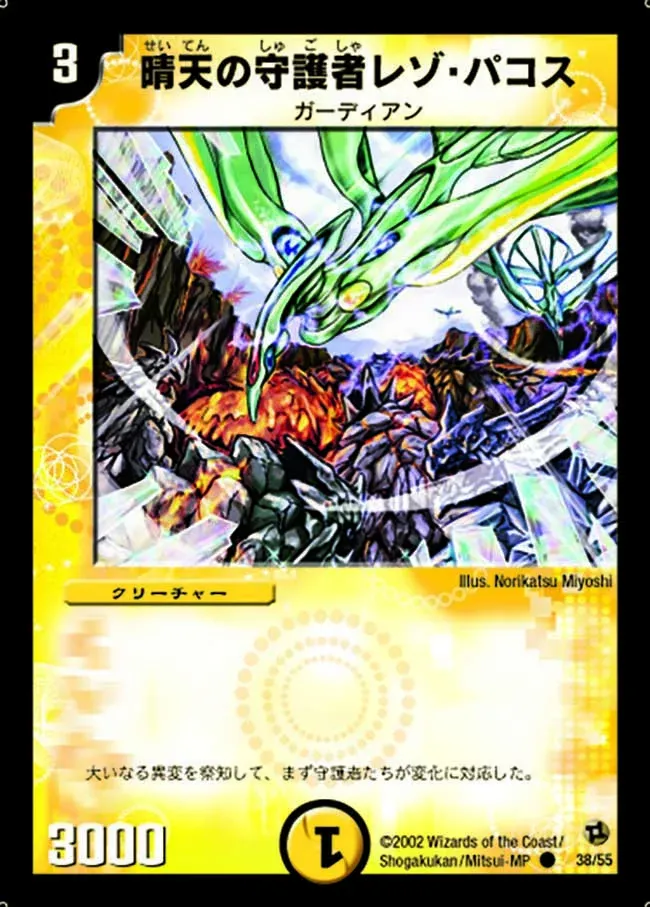 3
せい てん しゅ ご しゃ
晴天の守護者レゾ・パコス
ガーディアン
Illus. Norikatsu Miyoshi
クリーチャー
大いなる異変を察知して、まず守護者たちが変化に対応した。
3000
1
©2002 Wizards of the Coast/
Shogakukan/Mitsui-MP
38/55